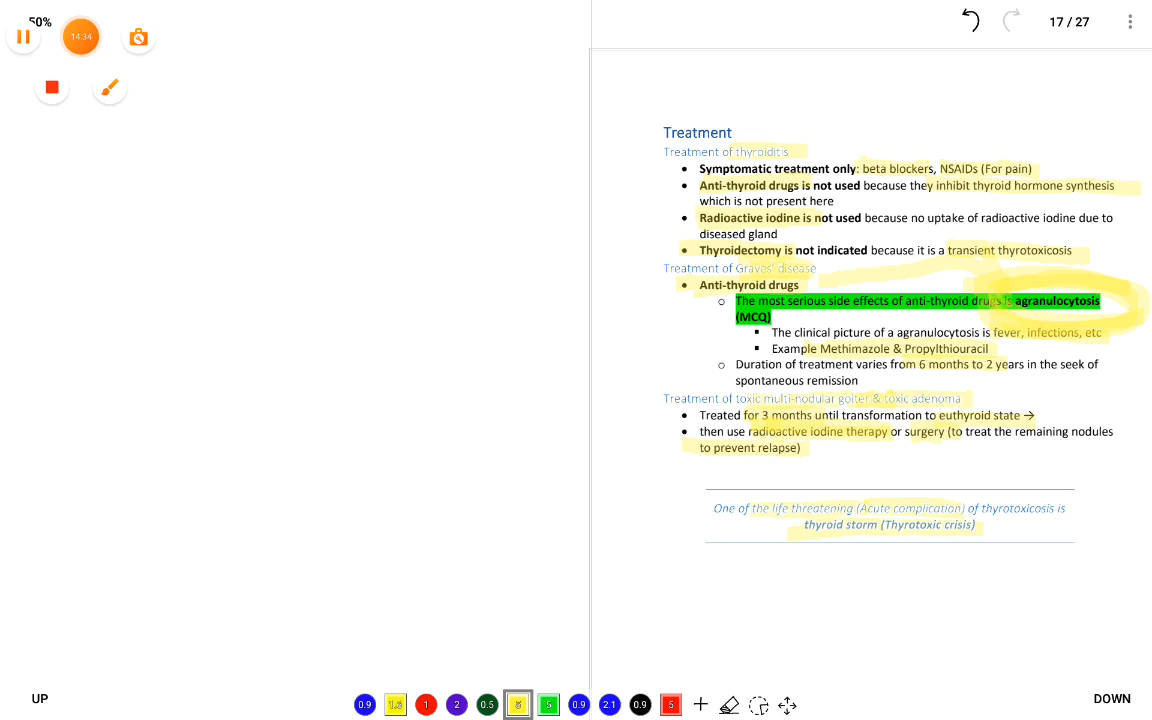 50%
14:34
17 / 27
Treatment
Treatment of thyroiditis
• Symptomatic treatment only: beta blockers, NSAIDs (For pain)
• Anti-thyroid drugs is not used because they inhibit thyroid hormone synthesis
which is not present here
• Radioactive iodine is not used because no uptake of radioactive iodine due to
diseased gland
• Thyroidectomy is not indicated because it is a transient thyrotoxicosis
Treatment of Graves' disease
• Anti-thyroid drugs
o The most serious side effects of anti-thyroid drugs is agranulocytosis
(MCQ)
▪ The clinical picture of a agranulocytosis is fever, infections, etc
▪ Example Methimazole & Propylthiouracil
o Duration of treatment varies from 6 months to 2 years in the seek of
spontaneous remission
Treatment of toxic multi-nodular goiter & toxic adenoma
• Treated for 3 months until transformation to euthyroid state →
• then use radioactive iodine therapy or surgery (to treat the remaining nodules
to prevent relapse)
One of the life threatening (Acute complication) of thyrotoxicosis is
thyroid storm (Thyrotoxic crisis)
UP
0.9 1.6 1 2 0.5 5 5 0.9 2.1 0.9 5
DOWN